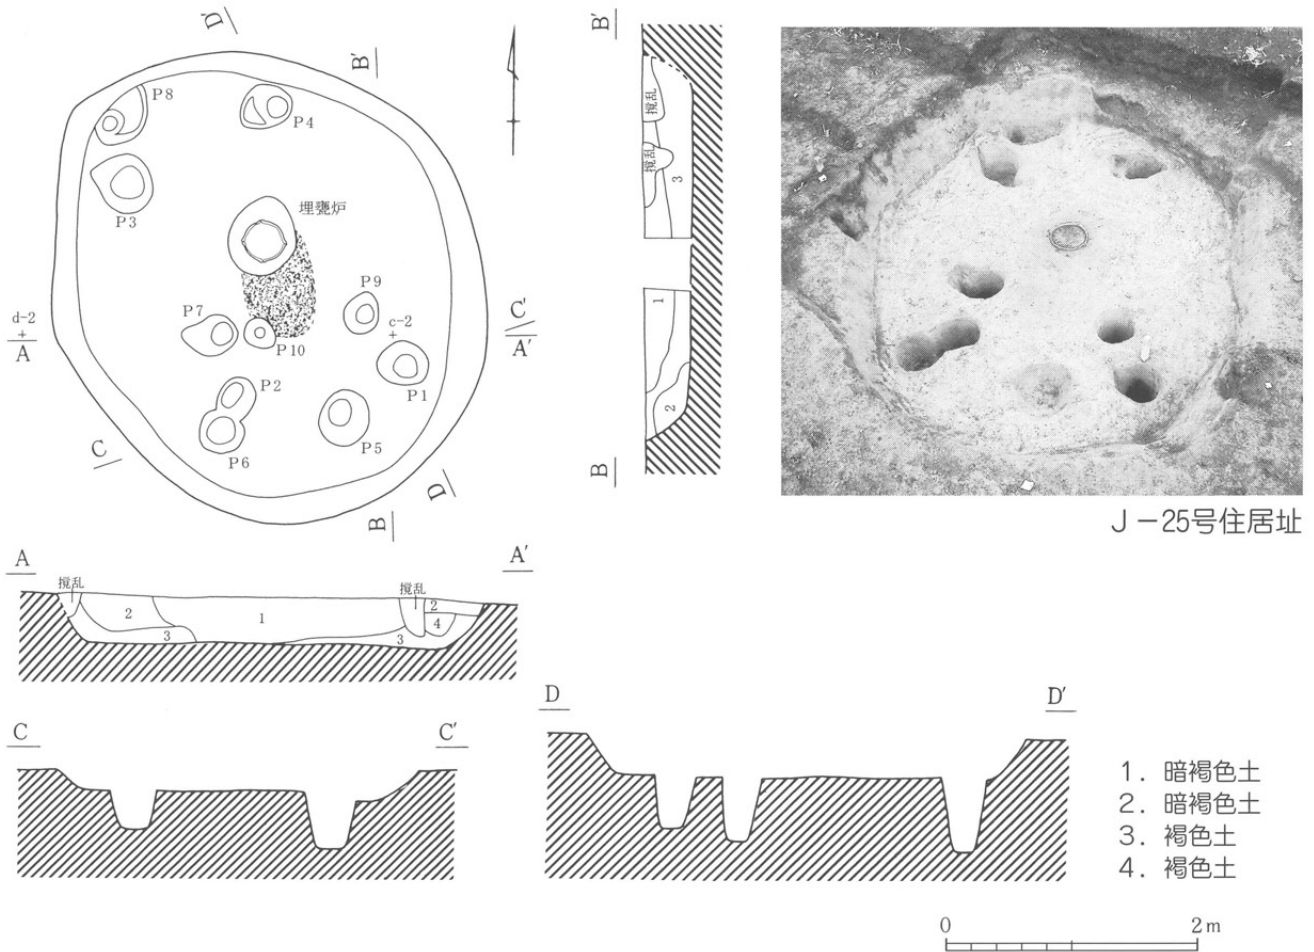 D′
B′
P8
P4
P3
埋甕炉
P9
P7
c-2
+
P10
P1
P2
P5
P6
d-2
+
A
C′
A′
C
D
B
B′
攪乱
攪乱
3
1
2
B
J－25号住居址
A
A′
攪乱
攪乱
2
1
2
4
3
3
C
C′
D
D′
1．暗褐色土
2．暗褐色土
3．褐色土
4．褐色土
0
2m